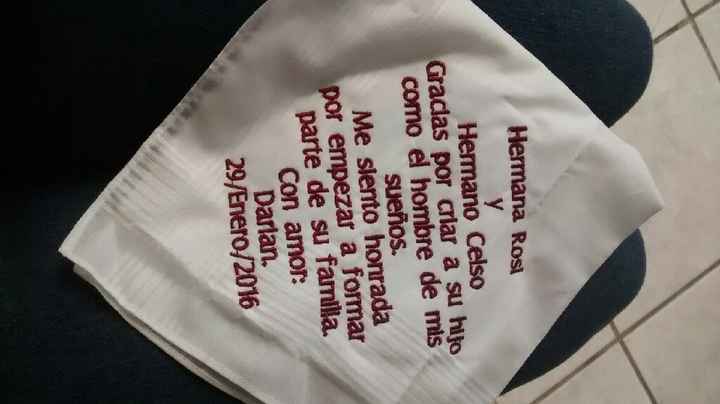 Hermana Rosi
y
Hermano Celso
Gracias por criar a su hijo
como el hombre de mis
sueños.
Me siento honrada
por empezar a formar
parte de su familia.
Con amor:
Darlan.
29/Enero/2016